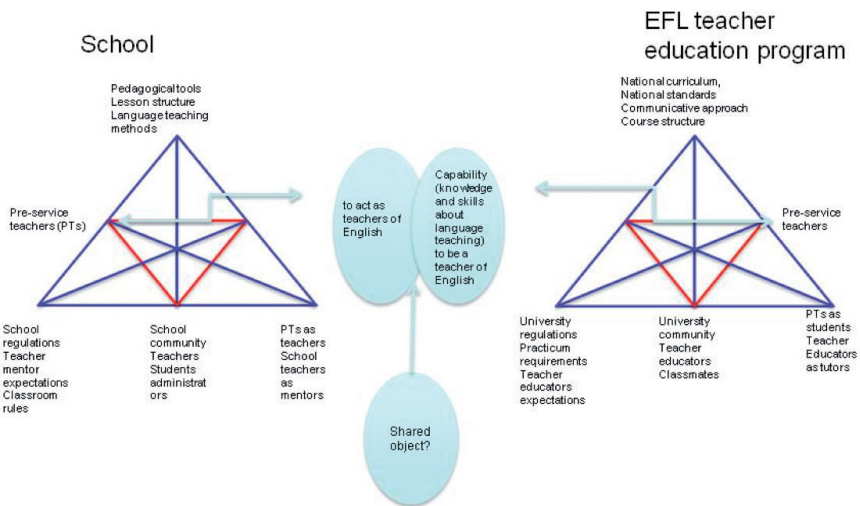 School
EFL teacher
education program
Pedagogical tools
Lesson structure
Language teaching
methods
National curriculum,
National standards
Communicative approach
Course structure
Pre-service
teachers (PTs)
to act as
teachers of
English
Capability
(knowledge
and skills
about
language
teaching)
to be a
teacher of
English
Pre-service
teachers
School
regulations
Teacher
mentor
expectations
Classroom
rules
School
community
Teachers
Students
administrat
ors
PTs as
teachers
School
teachers
as
mentors
University
regulations
Practicum
requirements
Teacher
educators
expectations
University
community
Teacher
educators
Classmates
PTs as
students
Teacher
Educators
as tutors
Shared
object?